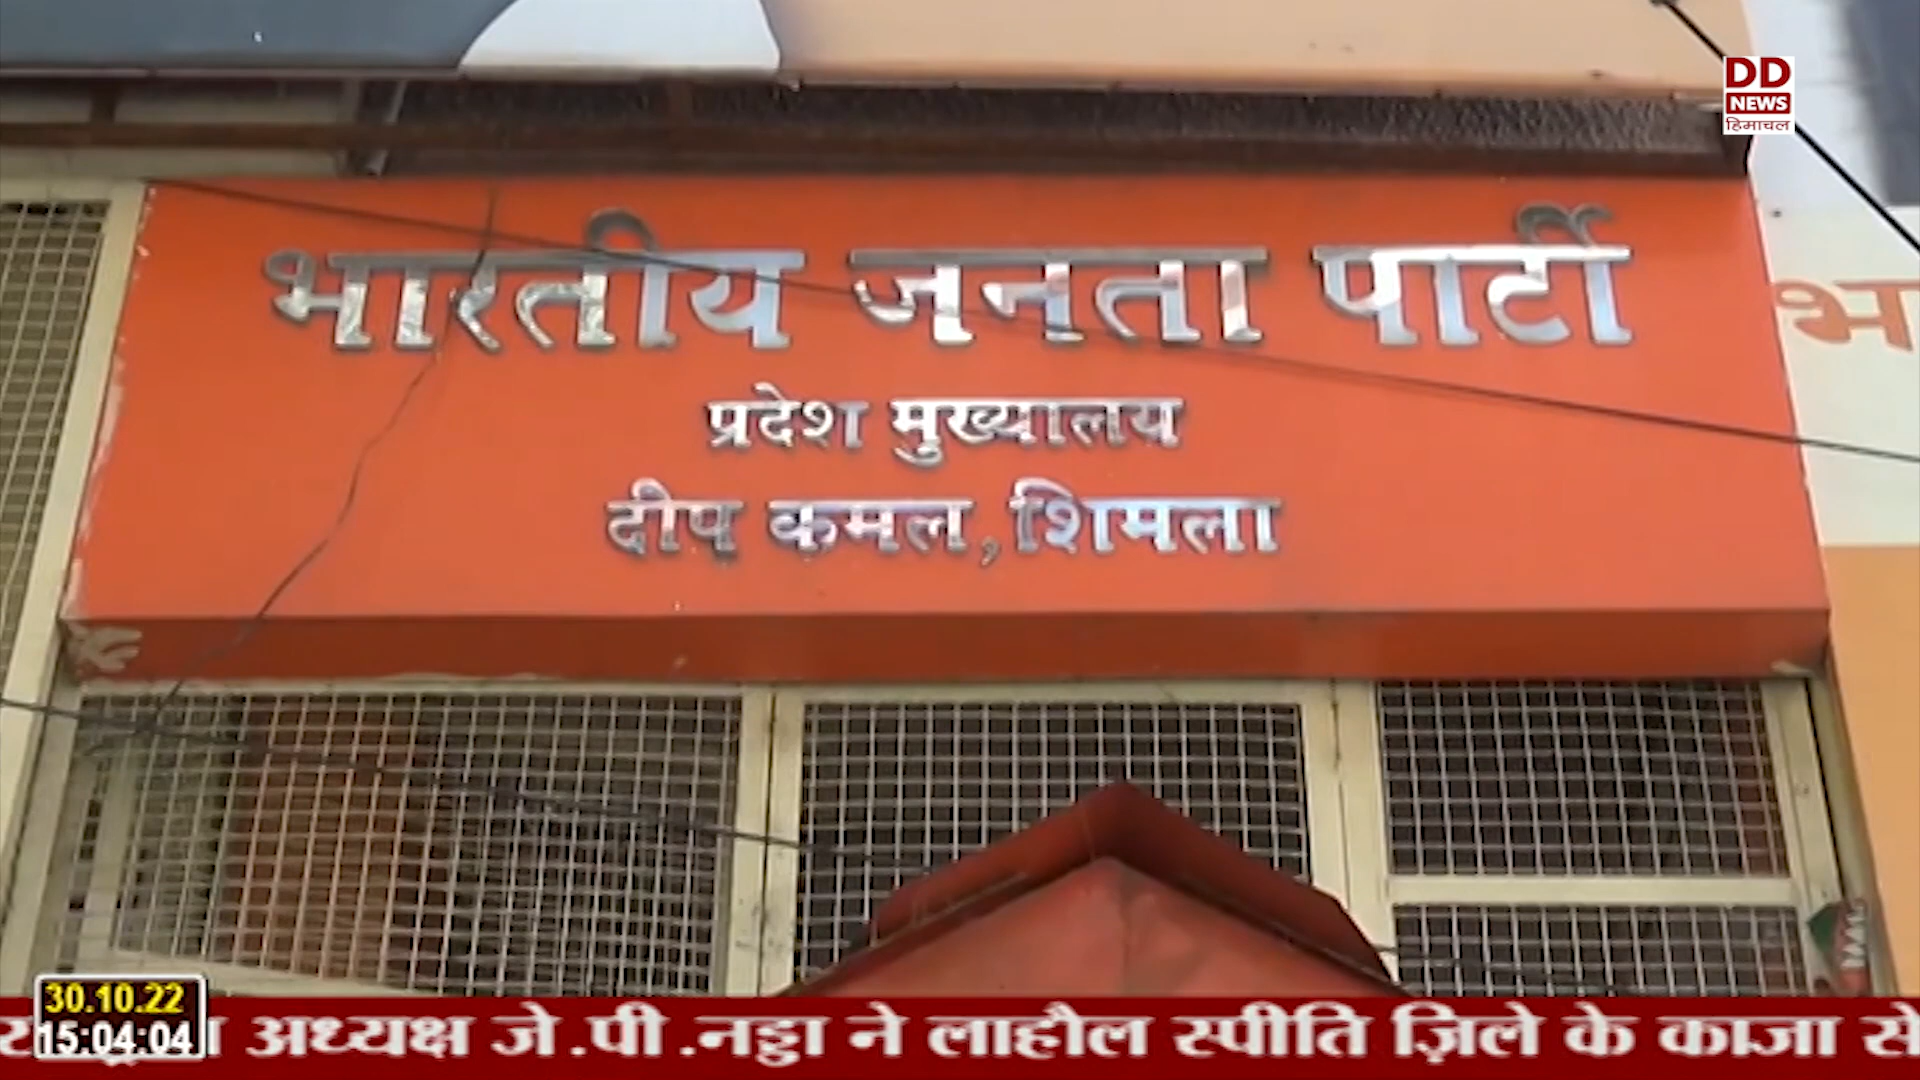 DD
NEWS
हिमाचल
भारतीय जनता पार्टी
प्रदेश मुख्यालय
दीप कमल, शिमला
भा
30.10.22
15:04:04
अध्यक्ष जे.पी.नड्डा ने लाहौल स्पीति ज़िले के काजा से